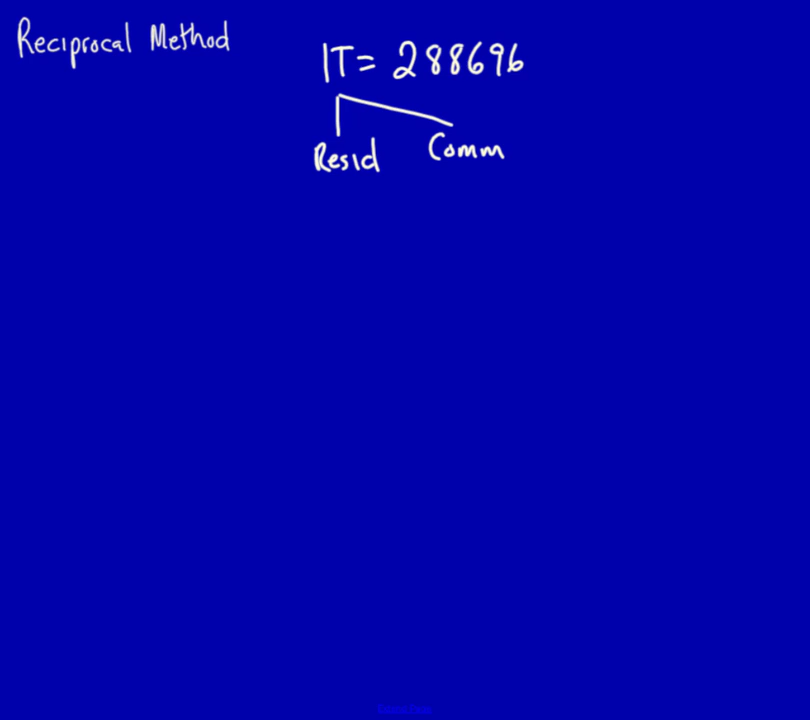 Reciprocal Method
IT = 288696
Resid Comm